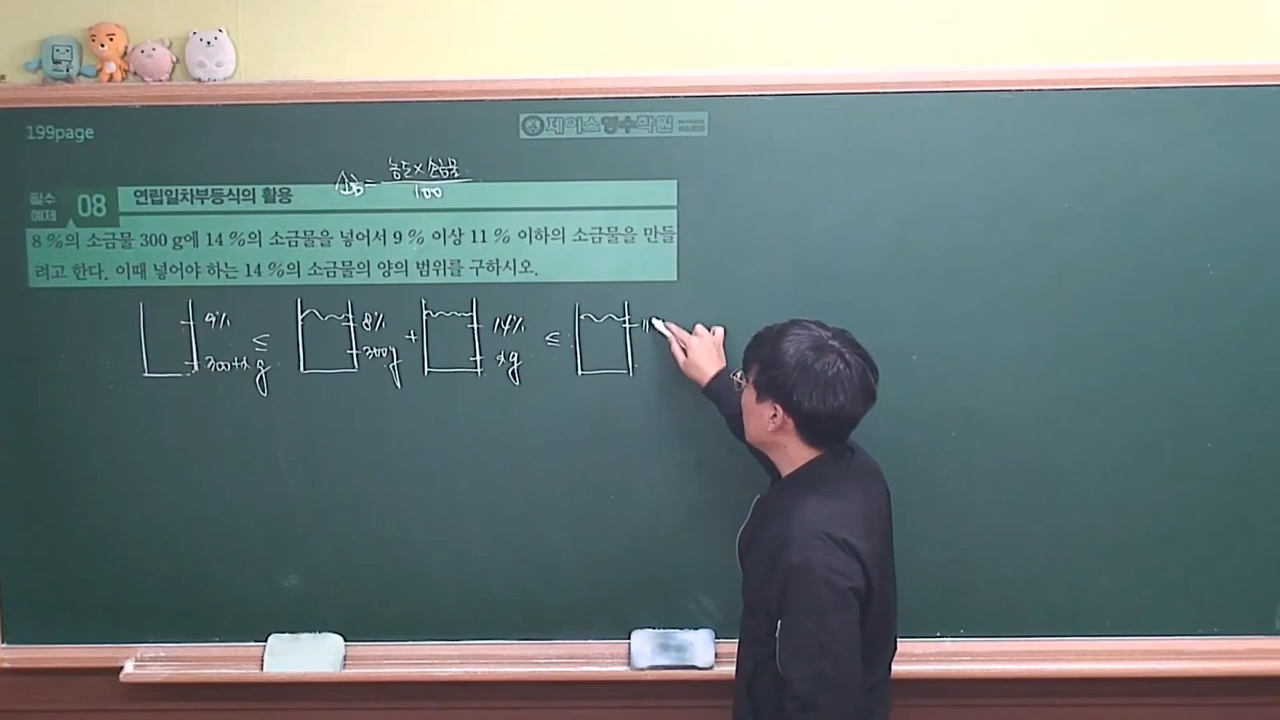 199page
제이스영수학원
소금 = 농도×소금물 / 100
필수 예제 08 연립일차부등식의 활용
8 %의 소금물 300 g에 14 %의 소금물을 넣어서 9 % 이상 11 % 이하의 소금물을 만들
려고 한다. 이때 넣어야 하는 14 %의 소금물의 양의 범위를 구하시오.
9% ≤ 8% + 14% ≤ 11
300+x g 300g x g